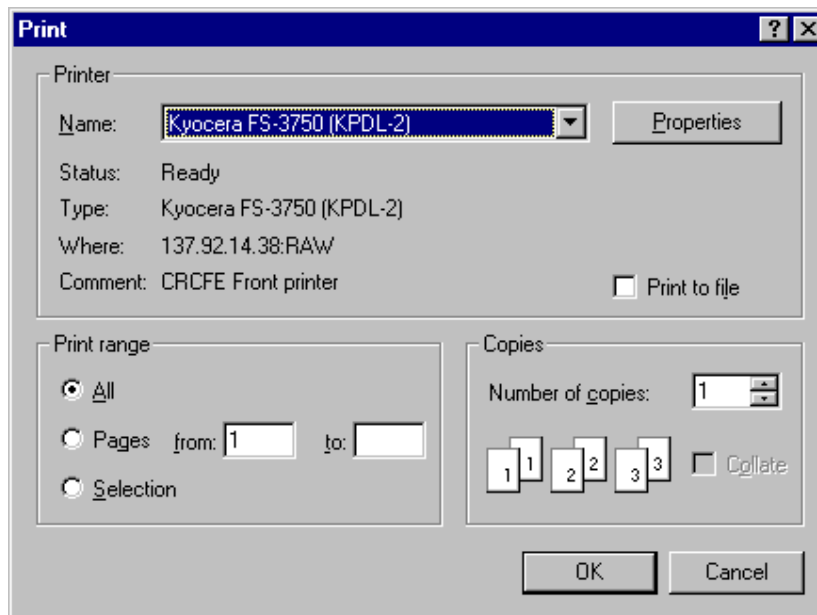 Print
Printer
Name: Kyocera FS-3750 (KPDL-2) Properties
Status: Ready
Type: Kyocera FS-3750 (KPDL-2)
Where: 137.92.14.38:RAW
Comment: CRCFE Front printer Print to file
Print range
All
Pages from: 1 to:
Selection
Copies
Number of copies: 1
1 1 2 2 3 3 Collate
OK Cancel